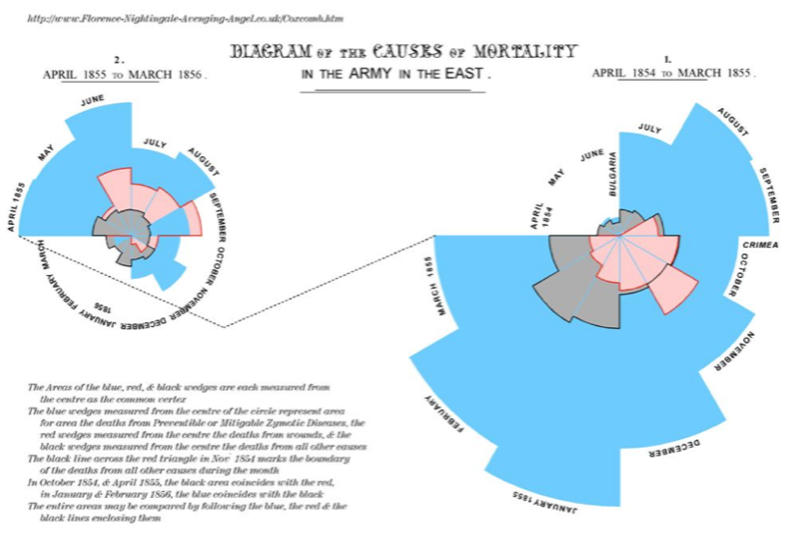 http://www.Florence-Nightingale-Avenging-Angel.co.uk/Coxcomb.htm
DIAGRAM OF THE CAUSES OF MORTALITY
IN THE ARMY IN THE EAST.
2.
APRIL 1855 TO MARCH 1856.
1.
APRIL 1854 TO MARCH 1855.
APRIL 1855
MAY
JUNE
JULY
AUGUST
SEPTEMBER
OCTOBER
NOVEMBER
DECEMBER
JANUARY
1856
FEBRUARY
MARCH
APRIL
1854
MAY
JUNE
BULGARIA
JULY
AUGUST
SEPTEMBER
CRIMEA
OCTOBER
NOVEMBER
DECEMBER
JANUARY 1855
FEBRUARY
MARCH 1855
The Areas of the blue, red, & black wedges are each measured from
the centre as the common vertex
The blue wedges measured from the centre of the circle represent area
for area the deaths from Preventible or Mitigable Zymotic Diseases, the
red wedges measured from the centre the deaths from wounds, & the
black wedges measured from the centre the deaths from all other causes
The black line across the red triangle in Nov' 1854 marks the boundary
of the deaths from all other causes during the month
In October 1854, & April 1855, the black area coincides with the red,
in January & February 1856, the blue coincides with the black
The entire areas may be compared by following the blue, the red & the
black lines enclosing them